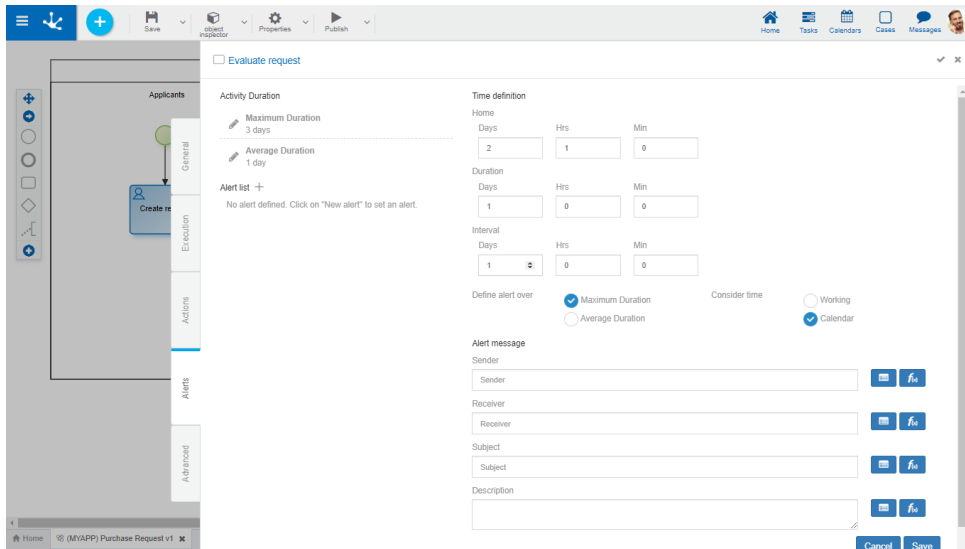 Save
object
inspector
Properties
Publish
Home
Tasks
Calendars
Cases
Messages
Evaluate request
Applicants
General
Execution
Actions
Alerts
Advanced
Activity Duration
Maximum Duration
3 days
Average Duration
1 day
Alert list
No alert defined. Click on "New alert" to set an alert.
Time definition
Home
Days Hrs Min
2 1 0
Duration
Days Hrs Min
1 0 0
Interval
Days Hrs Min
1 0 0
Define alert over
Maximum Duration
Average Duration
Consider time
Working
Calendar
Alert message
Sender
Sender
f(x)
Receiver
Receiver
f(x)
Subject
Subject
f(x)
Description
f(x)
Cancel Save
Home
(MYAPP) Purchase Request v1